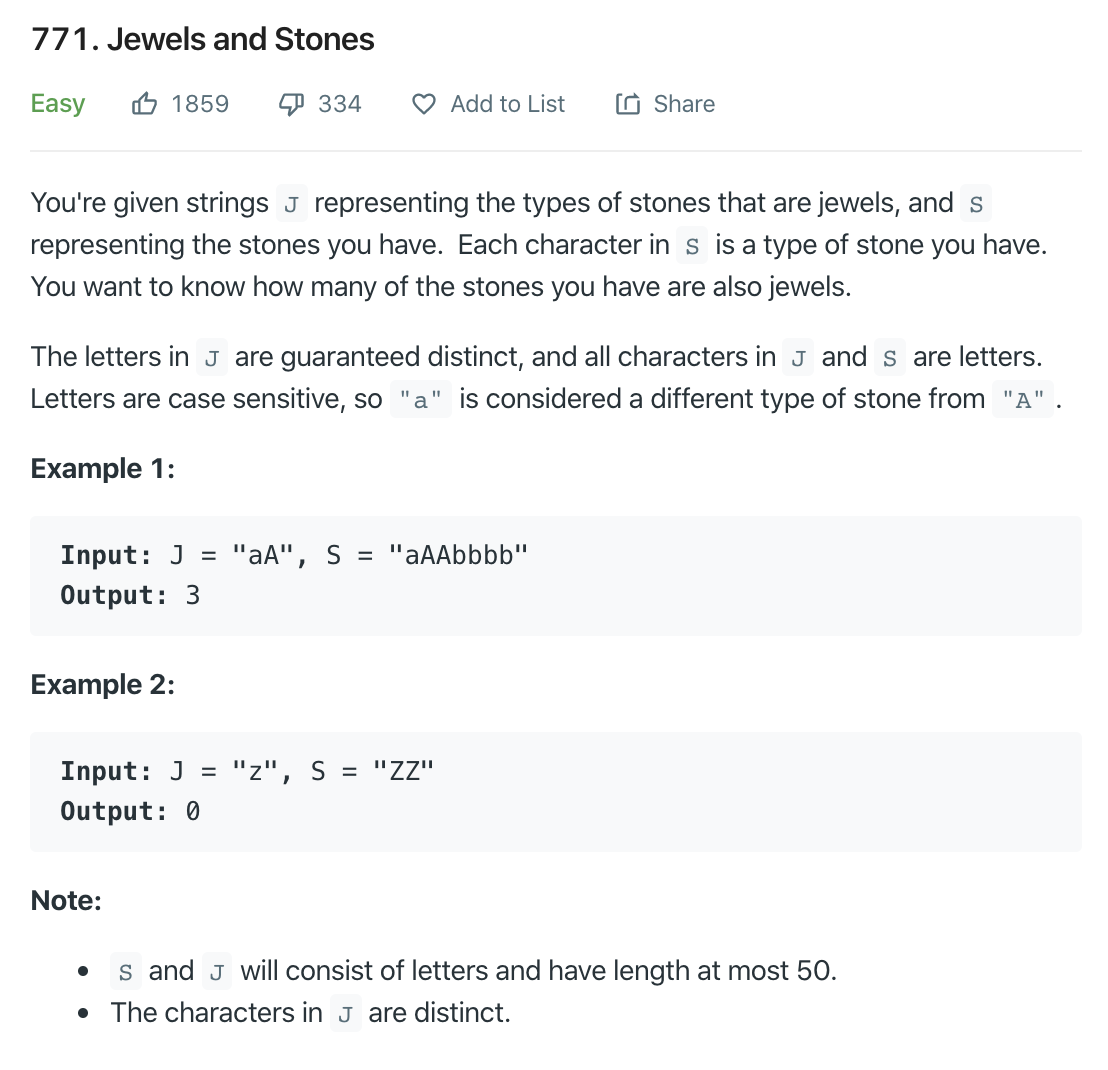 771. Jewels and Stones
Easy 1859 334 Add to List Share
You're given strings J representing the types of stones that are jewels, and S
representing the stones you have. Each character in S is a type of stone you have.
You want to know how many of the stones you have are also jewels.
The letters in J are guaranteed distinct, and all characters in J and S are letters.
Letters are case sensitive, so "a" is considered a different type of stone from "A".
Example 1:
Input: J = "aA", S = "aAAbbbb"
Output: 3
Example 2:
Input: J = "z", S = "ZZ"
Output: 0
Note:
• S and J will consist of letters and have length at most 50.
• The characters in J are distinct.